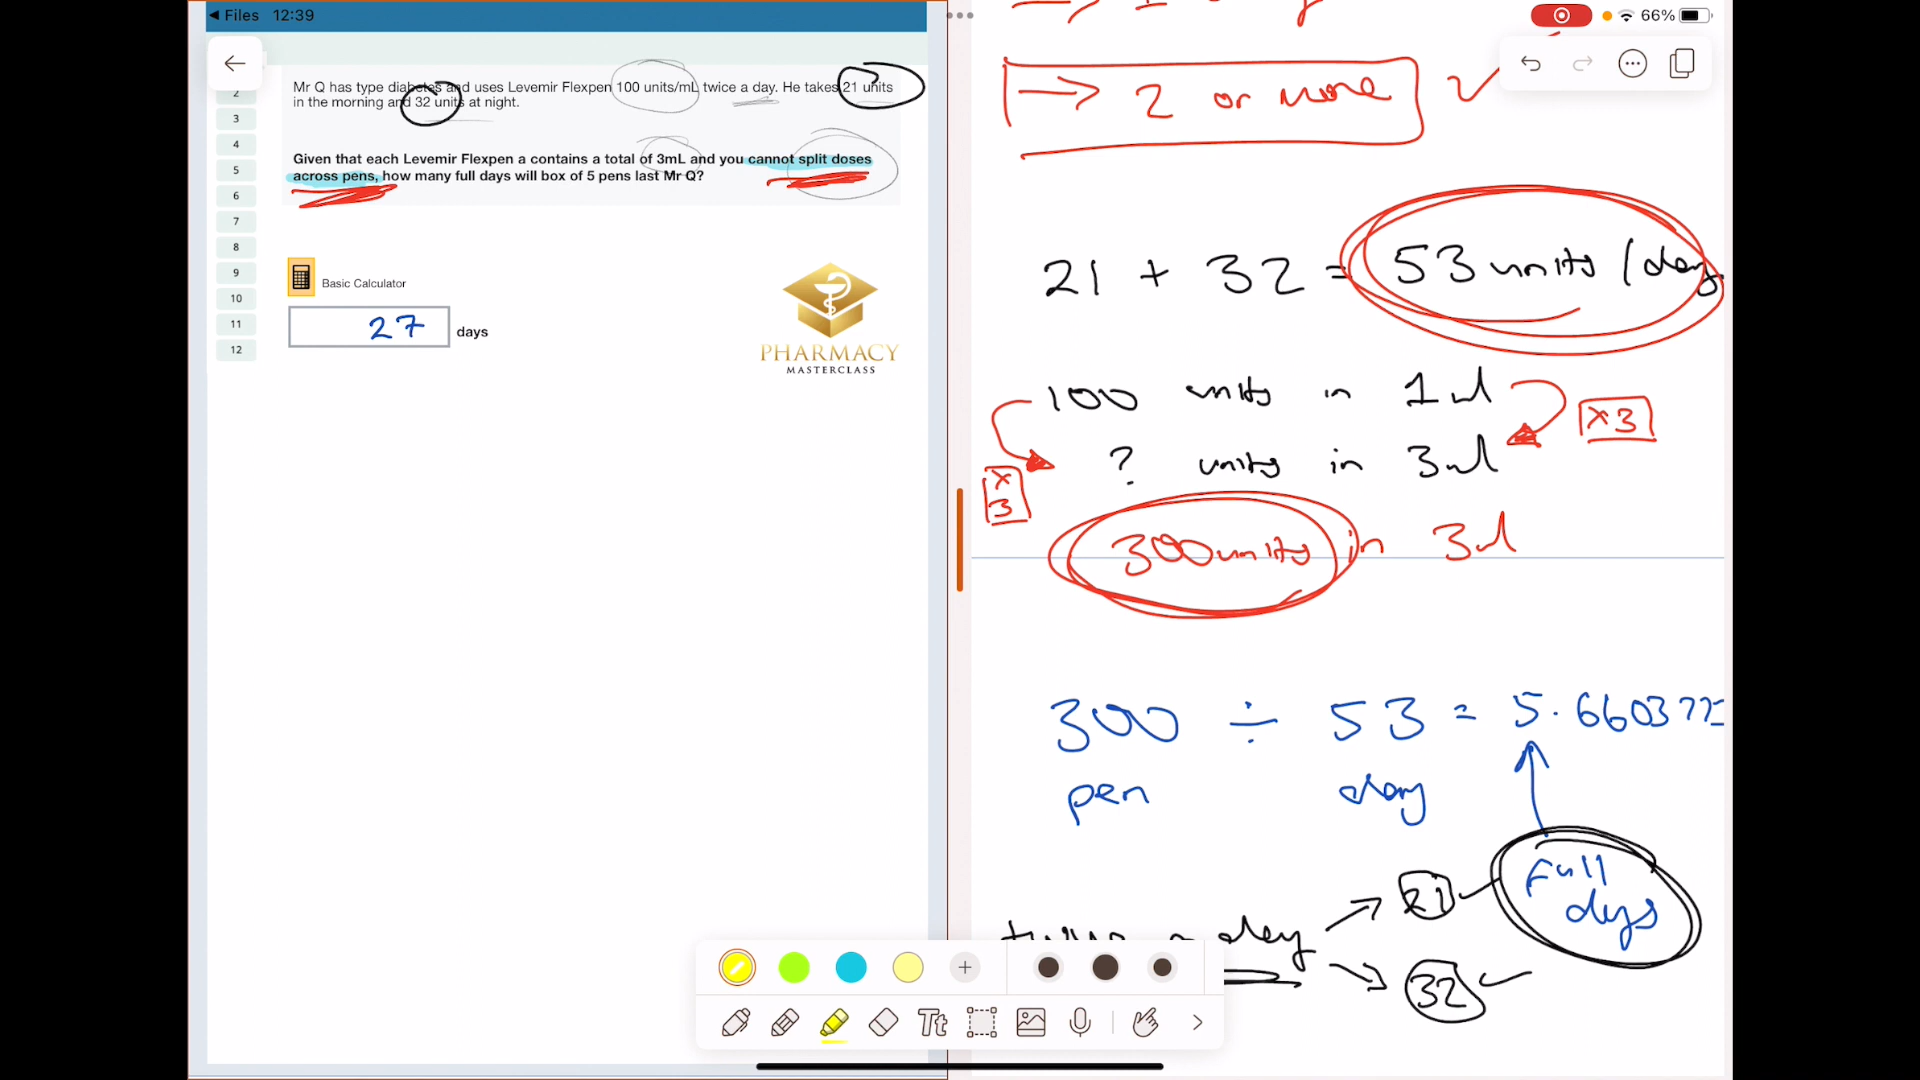 Files 12:39
66%
2
3
4
5
6
7
8
9
10
11
12
Mr Q has type diabetes and uses Levemir Flexpen 100 units/mL twice a day. He takes 21 units
in the morning and 32 units at night.
Given that each Levemir Flexpen a contains a total of 3mL and you cannot split doses
across pens, how many full days will box of 5 pens last Mr Q?
Basic Calculator
27 days
PHARMACY
MASTERCLASS
→ 2 or more ✓
21 + 32 = 53 units / day
100 units in 1ml
x3
? units in 3ml
x3
300 units in 3ml
300 ÷ 53 = 5.660377
pen day
Full
days
21
day
32
Tt